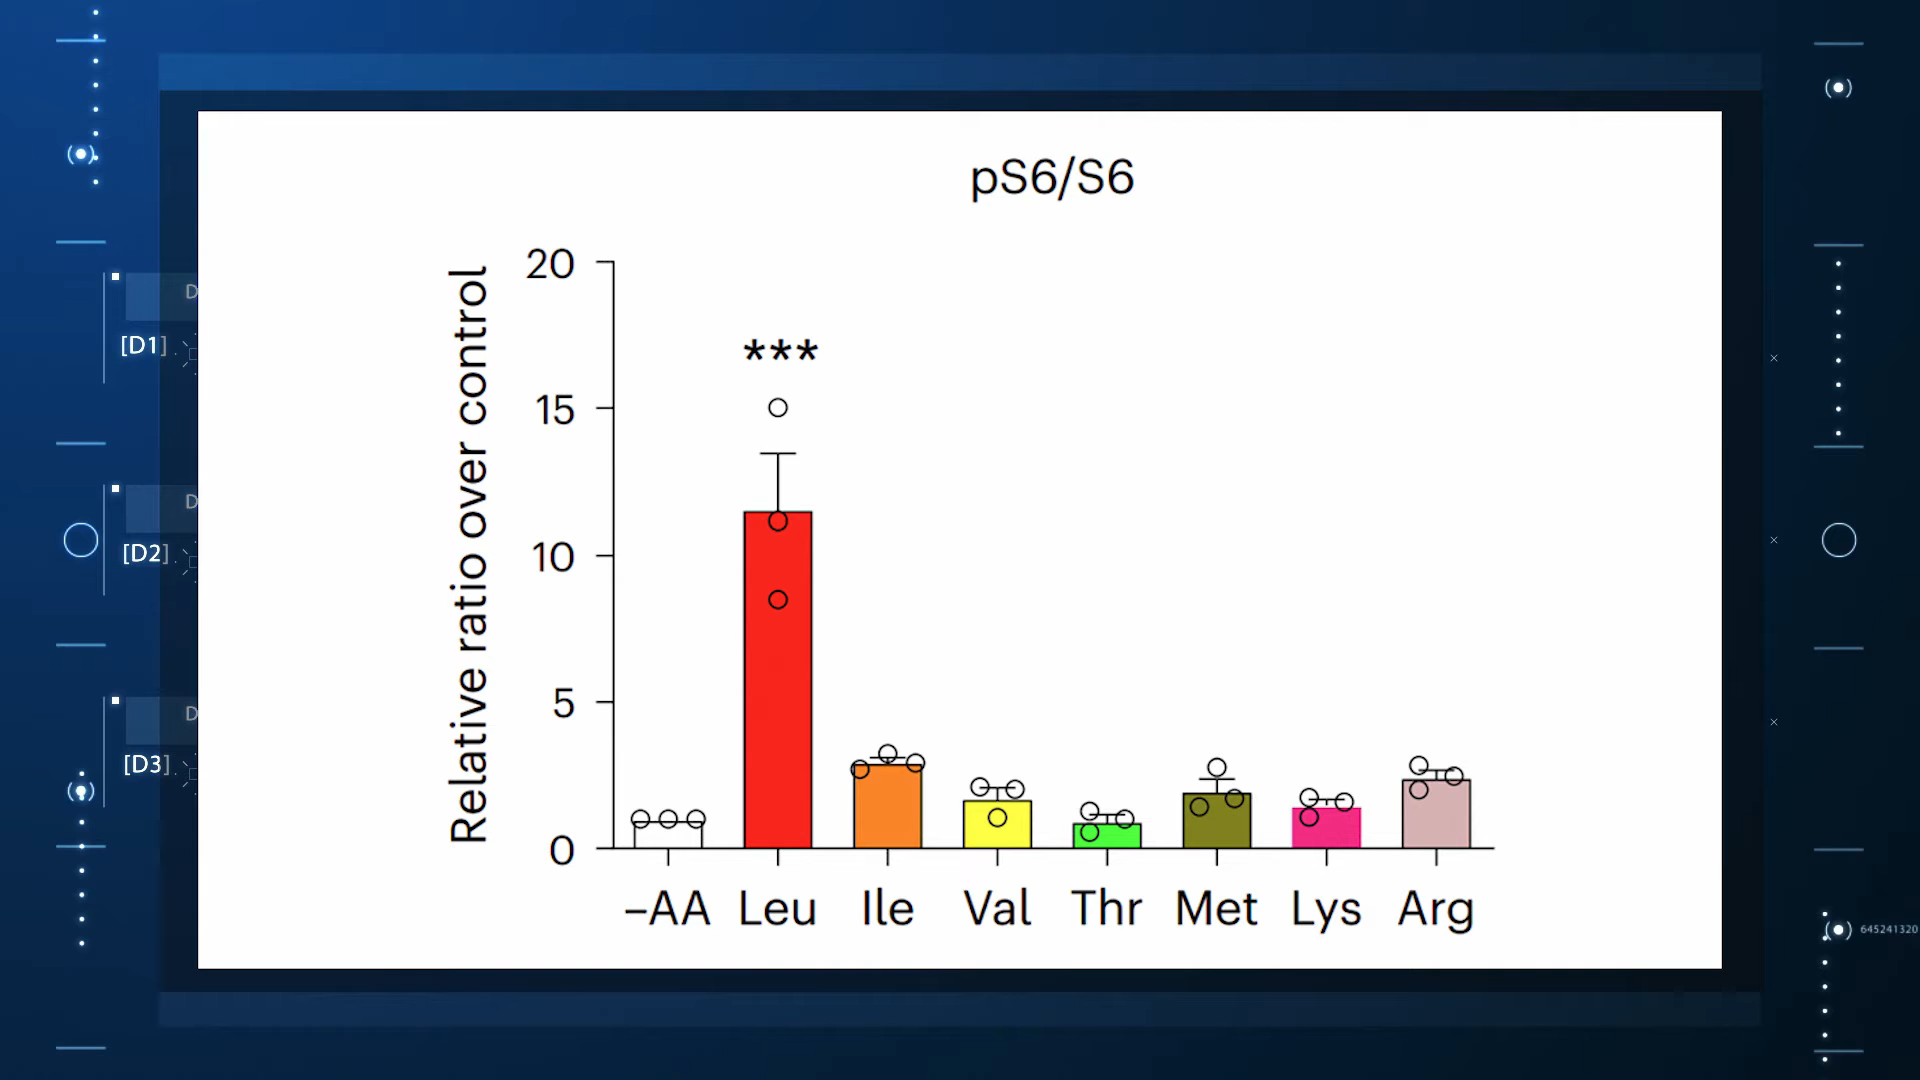 pS6/S6
Relative ratio over control
20
15
10
5
0
***
–AA Leu Ile Val Thr Met Lys Arg
D
[D1]
D
[D2]
D
[D3]
645241320